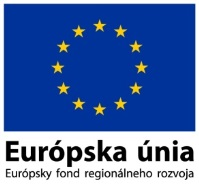 Európska únia
Európsky fond regionálneho rozvoja